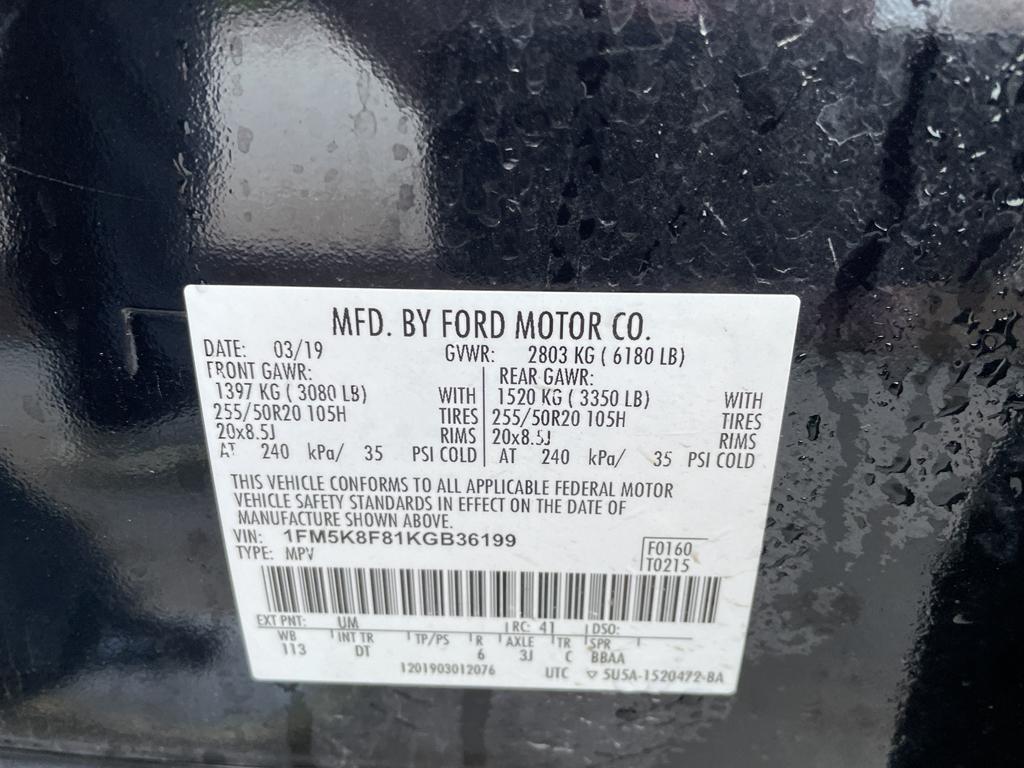 MFD. BY FORD MOTOR CO.
DATE: 03/19 GVWR: 2803 KG ( 6180 LB)
FRONT GAWR: REAR GAWR:
1397 KG ( 3080 LB) WITH 1520 KG ( 3350 LB) WITH
255/50R20 105H TIRES 255/50R20 105H TIRES
20x8.5J RIMS 20x8.5J RIMS
AT 240 kPa/ 35 PSI COLD AT 240 kPa/ 35 PSI COLD
THIS VEHICLE CONFORMS TO ALL APPLICABLE FEDERAL MOTOR
VEHICLE SAFETY STANDARDS IN EFFECT ON THE DATE OF
MANUFACTURE SHOWN ABOVE.
VIN: 1FM5K8F81KGB36199
TYPE: MPV
F0160
T0215
EXT PNT: UM RC: 41 DSO:
WB INT TR TP/PS R AXLE TR SPR
113 DT 6 3J C BBAA
1201903012076 UTC ▽ 5U5A-1520472-BA